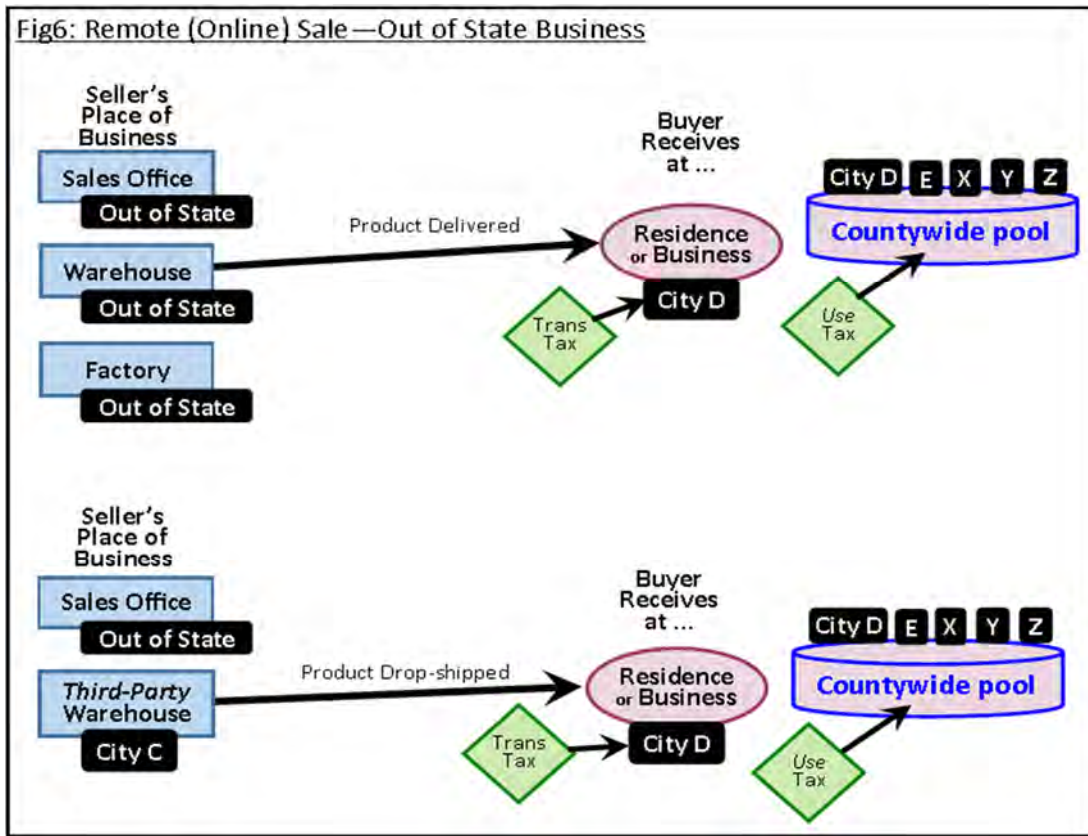 Fig6: Remote (Online) Sale—Out of State Business
Seller's
Place of
Business
Sales Office
Out of State
Warehouse
Out of State
Factory
Out of State
Product Delivered
Buyer
Receives
at ...
Residence
or Business
City D
Trans
Tax
City D E X Y Z
Countywide pool
Use
Tax
Seller's
Place of
Business
Sales Office
Out of State
Third-Party
Warehouse
City C
Product Drop-shipped
Buyer
Receives
at ...
Residence
or Business
City D
Trans
Tax
City D E X Y Z
Countywide pool
Use
Tax